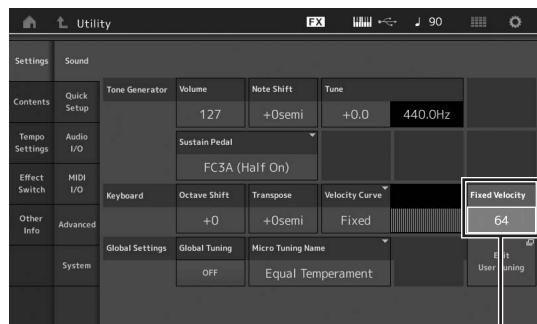 Utility
FX
♩ 90
Settings
Sound
Contents
Quick
Setup
Tempo
Settings
Audio
I/O
Effect
Switch
MIDI
I/O
Other
Info
Advanced
System
Tone Generator
Volume
127
Note Shift
+0semi
Tune
+0.0
440.0Hz
Sustain Pedal
FC3A (Half On)
Keyboard
Octave Shift
+0
Transpose
+0semi
Velocity Curve
Fixed
Fixed Velocity
64
Global Settings
Global Tuning
OFF
Micro Tuning Name
Equal Temperament
User